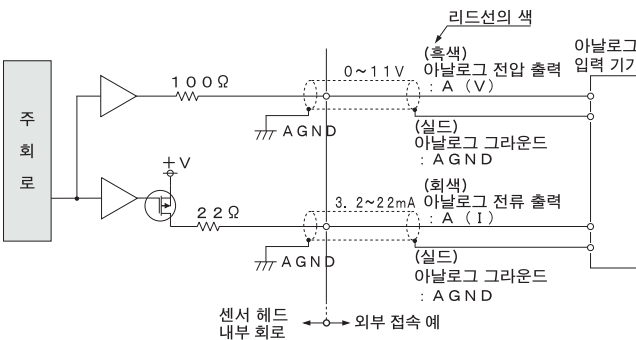 리드선의 색
주
회
로
100Ω
0～11V
(흑색)
아날로그 전압 출력
: A (V)
아날로그
입력 기기
AGND
(실드)
아날로그 그라운드
: AGND
+V
22Ω
3. 2～22mA
(회색)
아날로그 전류 출력
: A (I)
AGND
(실드)
아날로그 그라운드
: AGND
센서 헤드
내부 회로
외부 접속 예